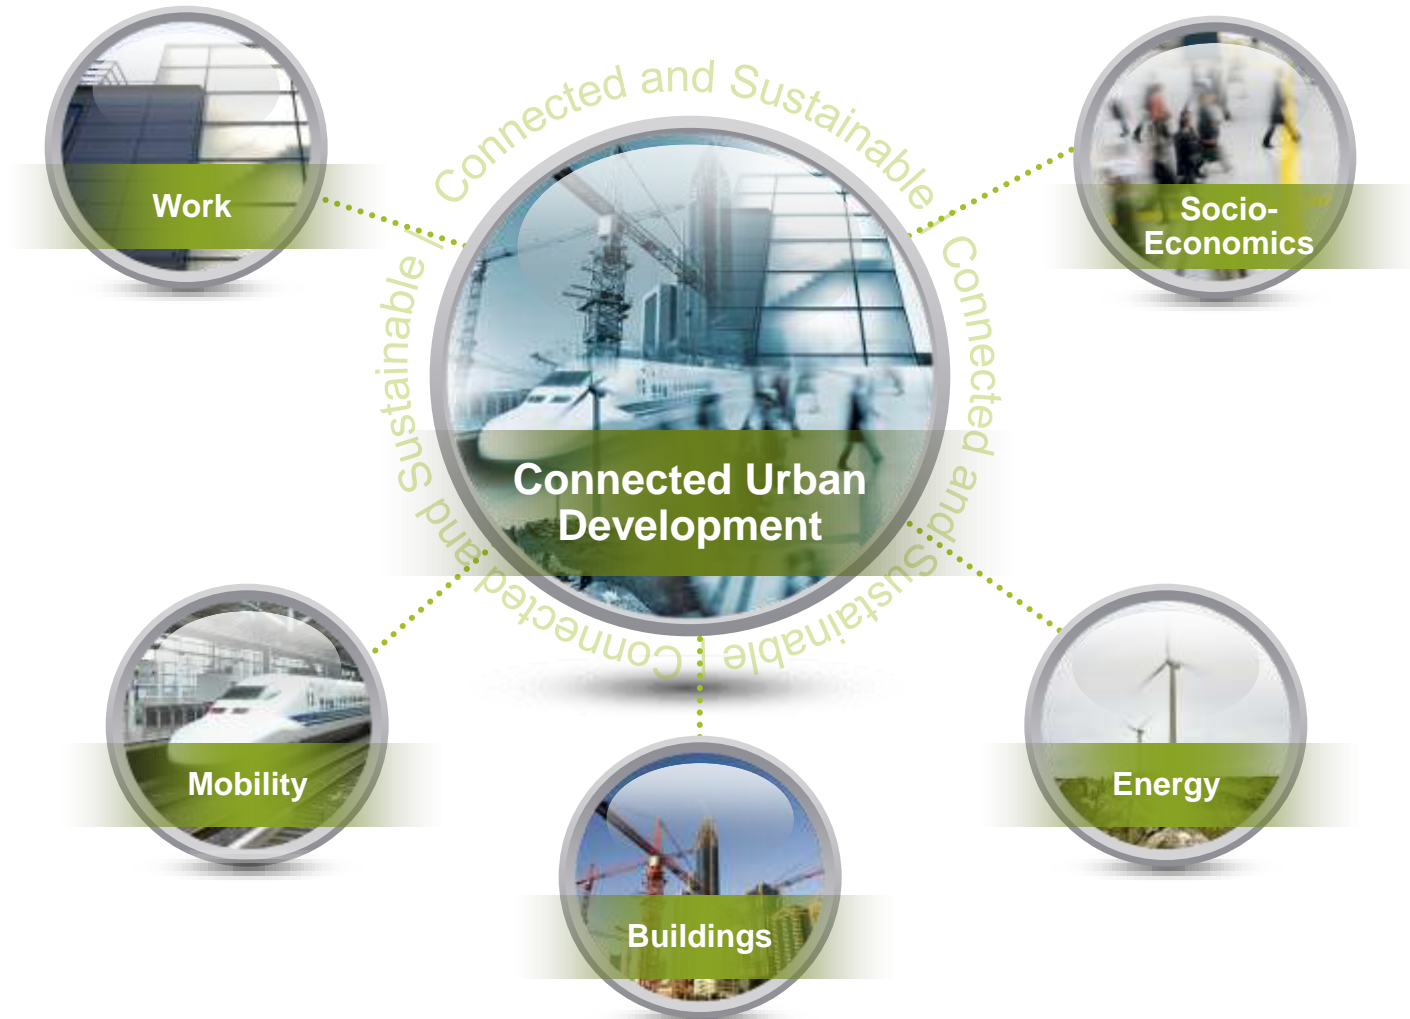 Connected and Sustainable | Connected and Sustainable | Connected and Sustainable |
Work
Socio-
Economics
Connected Urban
Development
Mobility
Energy
Buildings